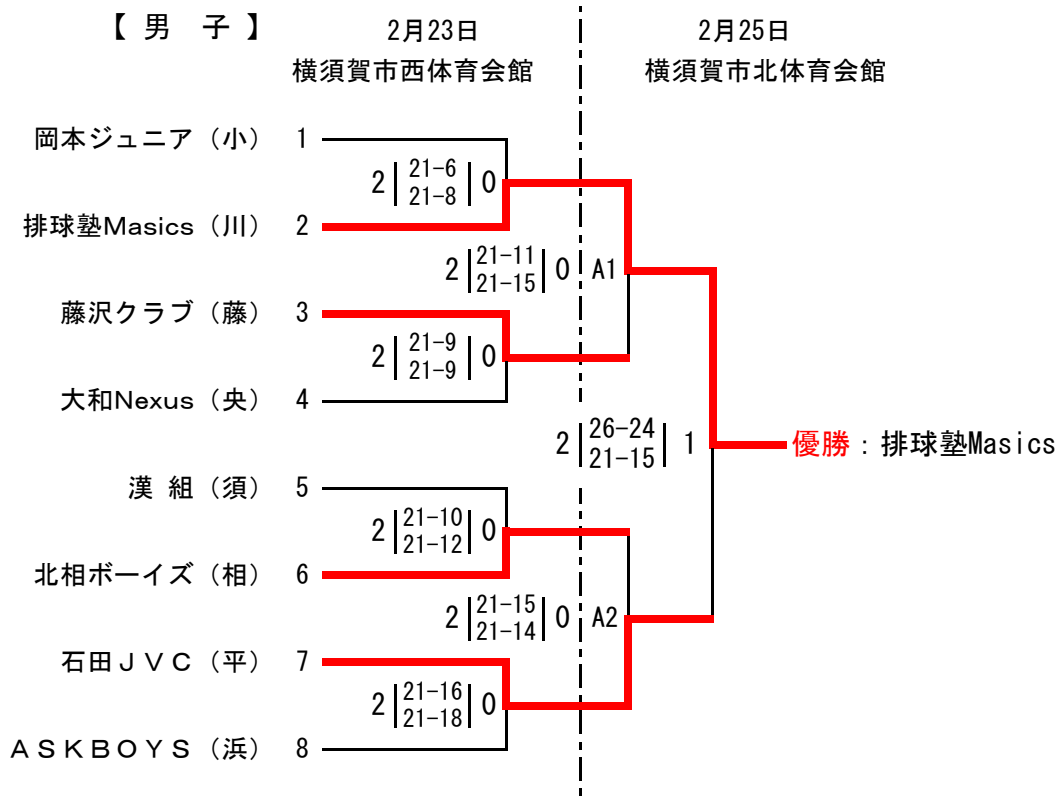 【 男 子 】
2月23日
2月25日
横須賀市西体育会館
横須賀市北体育会館
岡本ジュニア（小） 1
2 21-6 0
21-8
排球塾Masics（川） 2
2 21-11 0 A1
21-15
藤沢クラブ（藤） 3
2 21-9 0
21-9
大和Nexus（央） 4
2 26-24 1
21-15
優勝：排球塾Masics
漢 組（須） 5
2 21-10 0
21-12
北相ボーイズ（相） 6
2 21-15 0 A2
21-14
石田ＪＶＣ（平） 7
2 21-16 0
21-18
ＡＳＫＢＯＹＳ（浜） 8